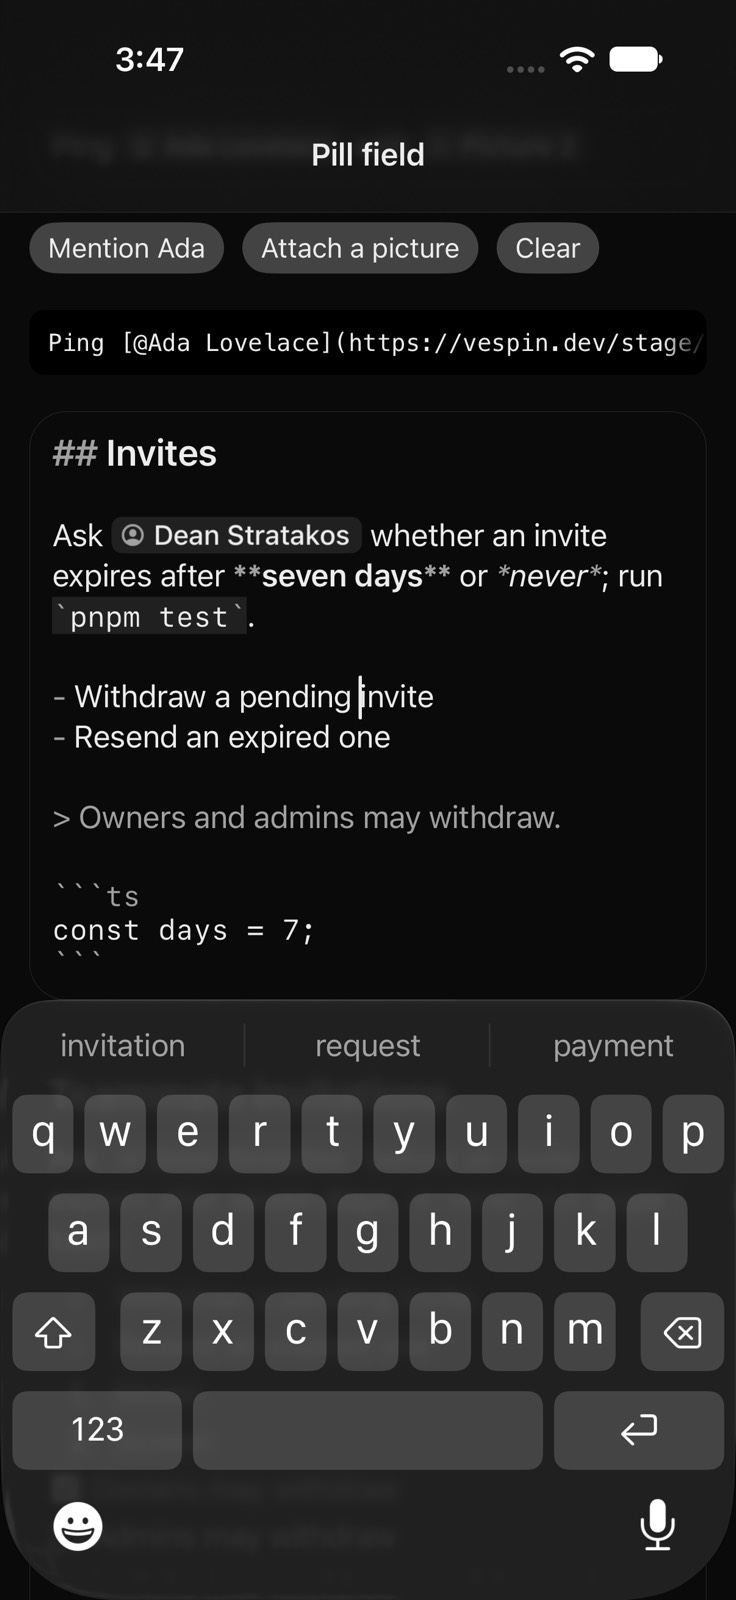 3:47
Pill field
Mention Ada
Attach a picture
Clear
Ping [@Ada Lovelace](https://vespin.dev/stage/
## Invites
Ask Dean Stratakos whether an invite
expires after **seven days** or *never*; run
`pnpm test`.
- Withdraw a pending invite
- Resend an expired one
> Owners and admins may withdraw.
```ts
const days = 7;
```
invitation request payment
q w e r t y u i o p
a s d f g h j k l
z x c v b n m
123